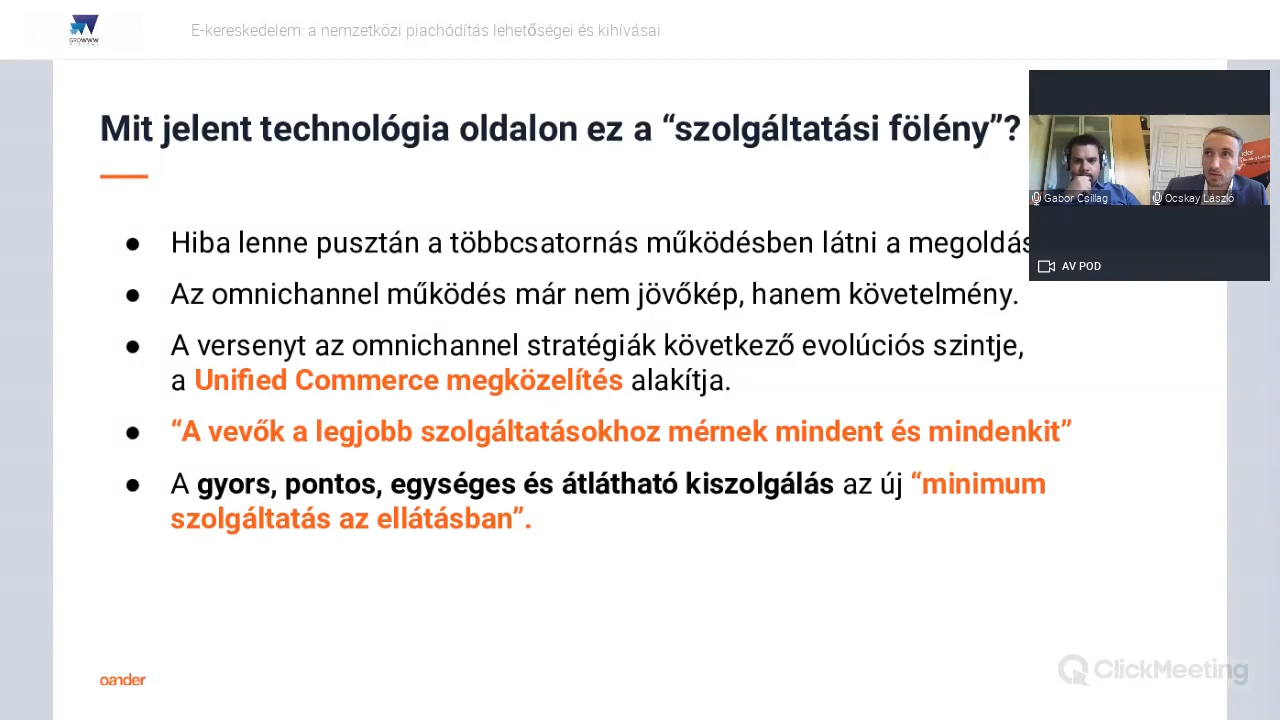 GROWWW
E-kereskedelem: a nemzetközi piachódítás lehetőségei és kihívásai
Mit jelent technológia oldalon ez a “szolgáltatási fölény”?
Gabor Csillag
Ocskay László
AV POD
● Hiba lenne pusztán a többcsatornás működésben látni a
● Az omnichannel működés már nem jövőkép, hanem követelmény.
● A versenyt az omnichannel stratégiák következő evolúciós szintje,
a Unified Commerce megközelítés alakítja.
● “A vevők a legjobb szolgáltatásokhoz mérnek mindent és mindenkit”
● A gyors, pontos, egységes és átlátható kiszolgálás az új “minimum
szolgáltatás az ellátásban”.
oander
ClickMeeting